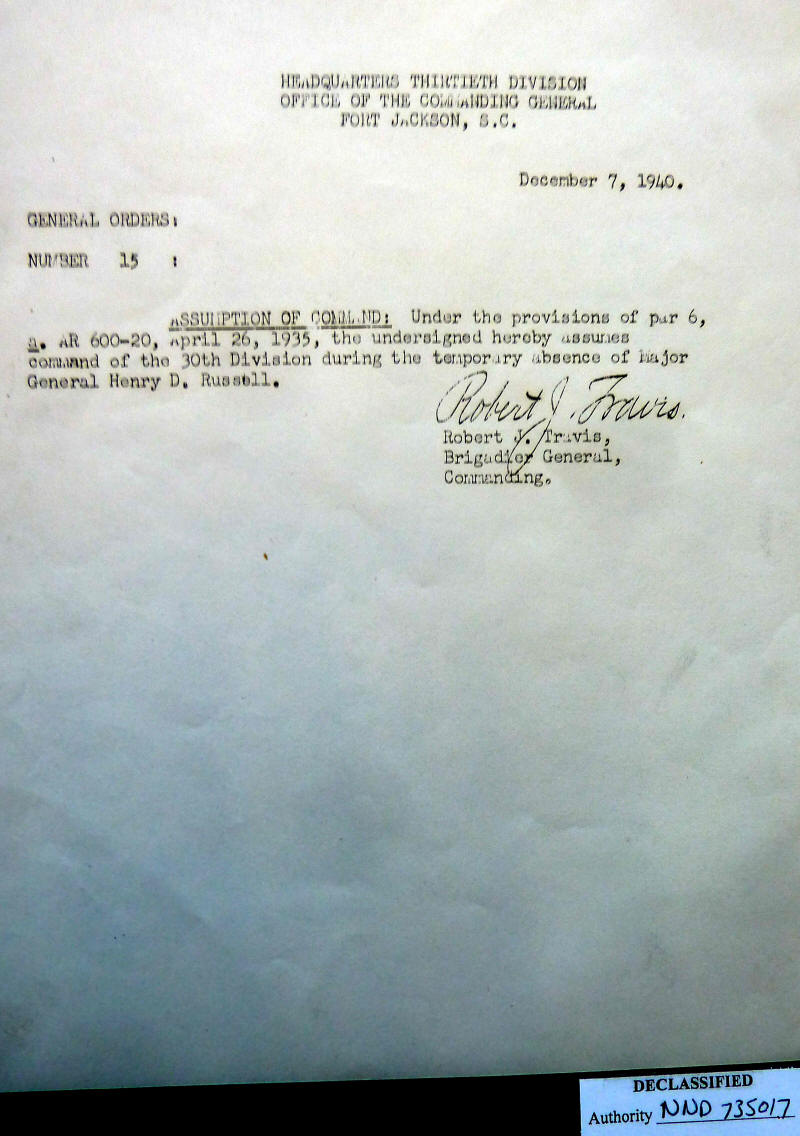 HEADQUARTERS THIRTIETH DIVISION
OFFICE OF THE COMMANDING GENERAL
FORT JACKSON, S.C.
December 7, 1940.
GENERAL ORDERS:
NUMBER 15 :
ASSUMPTION OF COMMAND: Under the provisions of par 6,
a. AR 600-20, April 26, 1935, the undersigned hereby assumes
command of the 30th Division during the temporary absence of Major
General Henry D. Russell.
Robert J. Travis.
Robert J. Travis,
Brigadier General,
Commanding.
DECLASSIFIED
Authority NND 735017